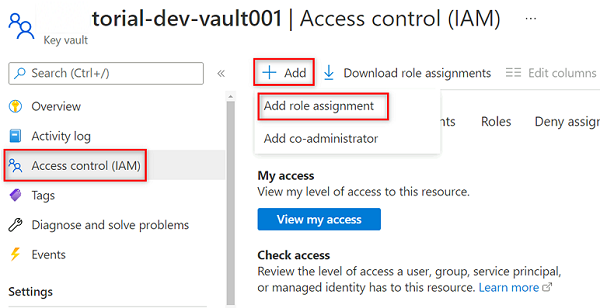 torial-dev-vault001 | Access control (IAM) ...
Key vault
Search (Ctrl+/) «
Add Download role assignments Edit columns
Add role assignment
Add co-administrator
Roles Deny assig
Overview
Activity log
Access control (IAM)
Tags
Diagnose and solve problems
Events
Settings
My access
View my level of access to this resource.
View my access
Check access
Review the level of access a user, group, service principal,
or managed identity has to this resource. Learn more